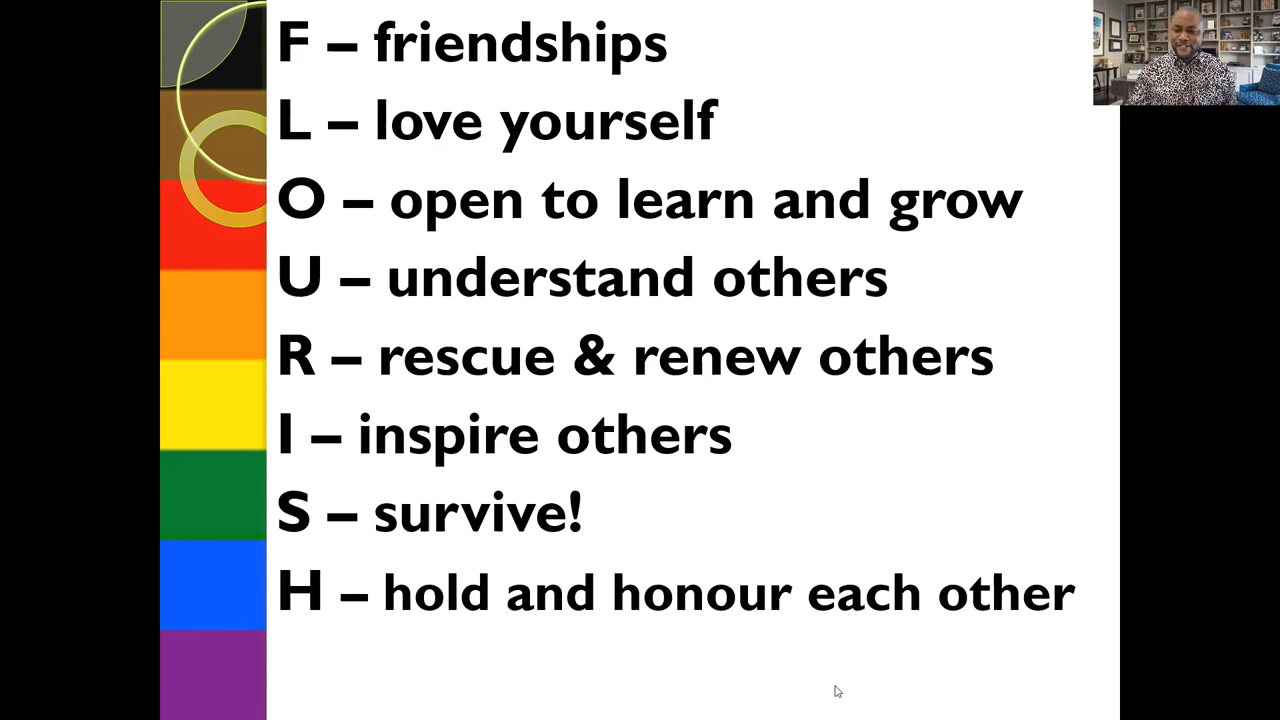 F – friendships
L – love yourself
O – open to learn and grow
U – understand others
R – rescue & renew others
I – inspire others
S – survive!
H – hold and honour each other